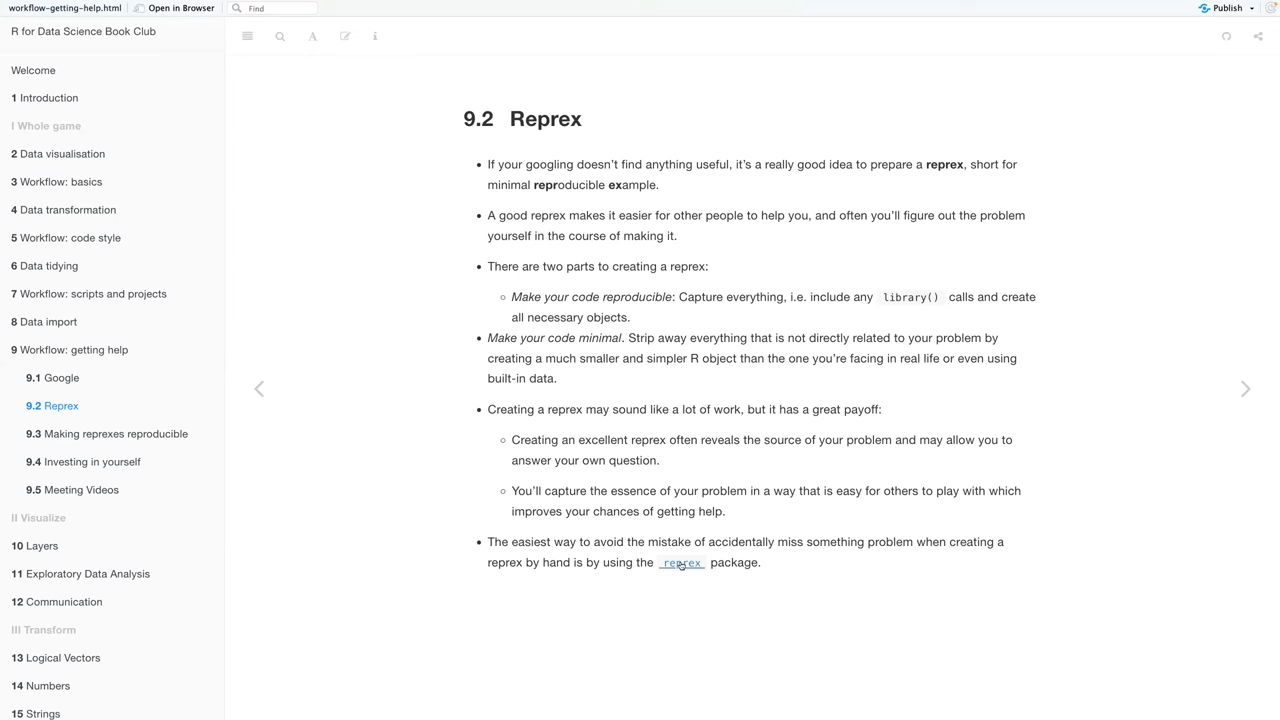 workflow-getting-help.html
Open in Browser
Find
Publish
R for Data Science Book Club
Welcome
1 Introduction
I Whole game
2 Data visualisation
3 Workflow: basics
4 Data transformation
5 Workflow: code style
6 Data tidying
7 Workflow: scripts and projects
8 Data import
9 Workflow: getting help
9.1 Google
9.2 Reprex
9.3 Making reprexes reproducible
9.4 Investing in yourself
9.5 Meeting Videos
II Visualize
10 Layers
11 Exploratory Data Analysis
12 Communication
III Transform
13 Logical Vectors
14 Numbers
15 Strings
A
i
9.2 Reprex
• If your googling doesn't find anything useful, it's a really good idea to prepare a reprex, short for
minimal reproducible example.
• A good reprex makes it easier for other people to help you, and often you'll figure out the problem
yourself in the course of making it.
• There are two parts to creating a reprex:
◦ Make your code reproducible: Capture everything, i.e. include any library() calls and create
all necessary objects.
• Make your code minimal. Strip away everything that is not directly related to your problem by
creating a much smaller and simpler R object than the one you're facing in real life or even using
built-in data.
• Creating a reprex may sound like a lot of work, but it has a great payoff:
◦ Creating an excellent reprex often reveals the source of your problem and may allow you to
answer your own question.
◦ You'll capture the essence of your problem in a way that is easy for others to play with which
improves your chances of getting help.
• The easiest way to avoid the mistake of accidentally miss something problem when creating a
reprex by hand is by using the reprex package.